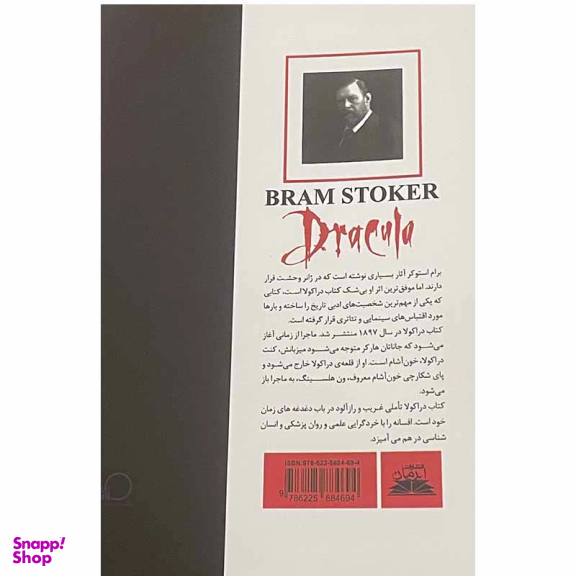 BRAM STOKER
Dracula
برام استوکر آثار بسیاری نوشته است که در ژانر وحشت قرار
دارند. اما موفق‌ترین اثر او بی‌شک کتاب دراکولا است، کتابی
که یکی از مهم‌ترین شخصیت‌های ادبی تاریخ را ساخته و بارها
مورد اقتباس‌های سینمایی و تئاتری قرار گرفته است.
کتاب دراکولا در سال ۱۸۹۷ منتشر شد. ماجرا از زمانی آغاز
می‌شود که جاناتان هارکر متوجه می‌شود میزبانش، کنت
دراکولا، خون‌آشام است. او از قلعه‌ی دراکولا خارج می‌شود و
پای شکارچی خون‌آشام معروف، ون هلسینگ، به ماجرا باز
می‌شود.
کتاب دراکولا تأملی غریب و رازآلود در باب دغدغه های زمان
خود است. افسانه را با خردگرایی علمی و روان پزشکی و انسان
شناسی در هم می آمیزد.
ISBN: 978-622-5884-69-4
9 786225 884694
آرمان
Snapp!
Shop